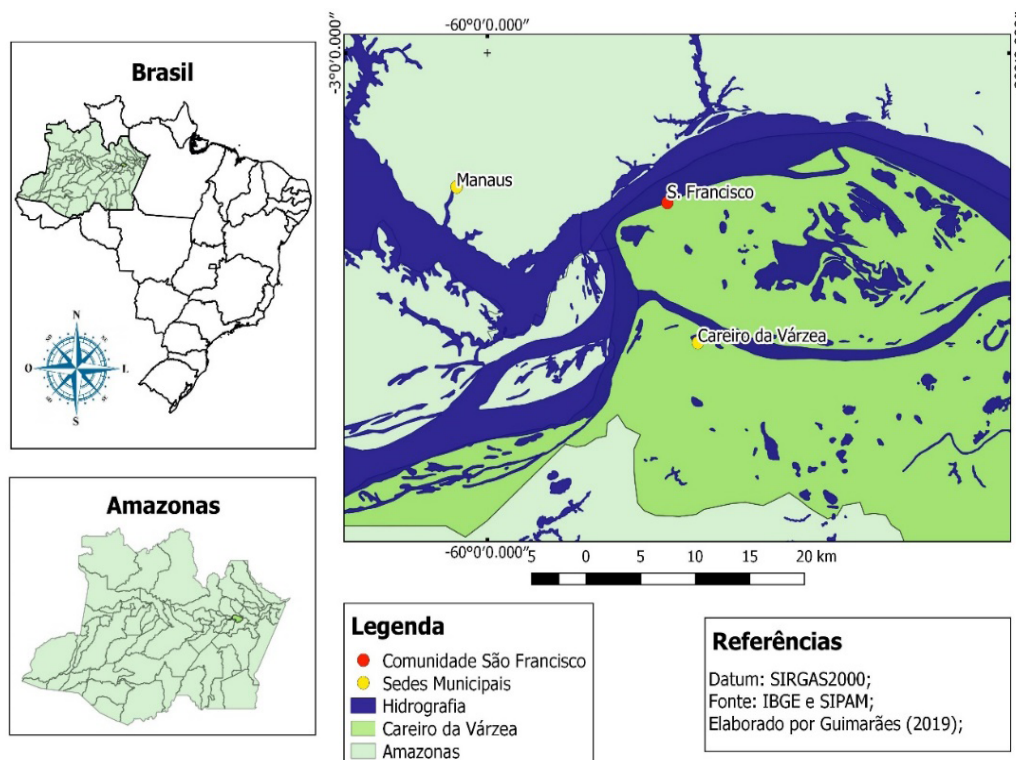 Brasil
N
O
L
S
Amazonas
-60°0'0.000"
-3°0'0.000"
Manaus
S. Francisco
Careiro da Várzea
-60°0'0.000"
5 0 5 10 15 20 km
Legenda
Comunidade São Francisco
Sedes Municipais
Hidrografia
Careiro da Várzea
Amazonas
Referências
Datum: SIRGAS2000;
Fonte: IBGE e SIPAM;
Elaborado por Guimarães (2019);